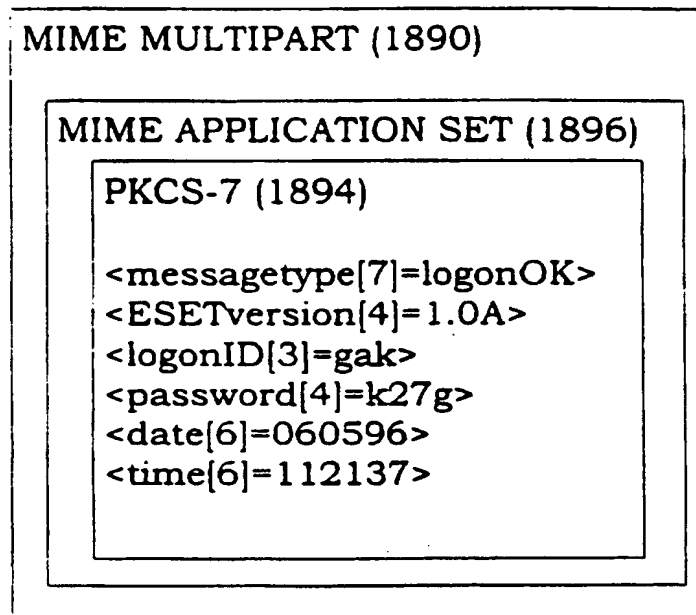 MIME MULTIPART (1890)
MIME APPLICATION SET (1896)
PKCS-7 (1894)
<messagetype[7]=logonOK>
<ESETversion[4]=1.0A>
<logonID[3]=gak>
<password[4]=k27g>
<date[6]=060596>
<time[6]=112137>